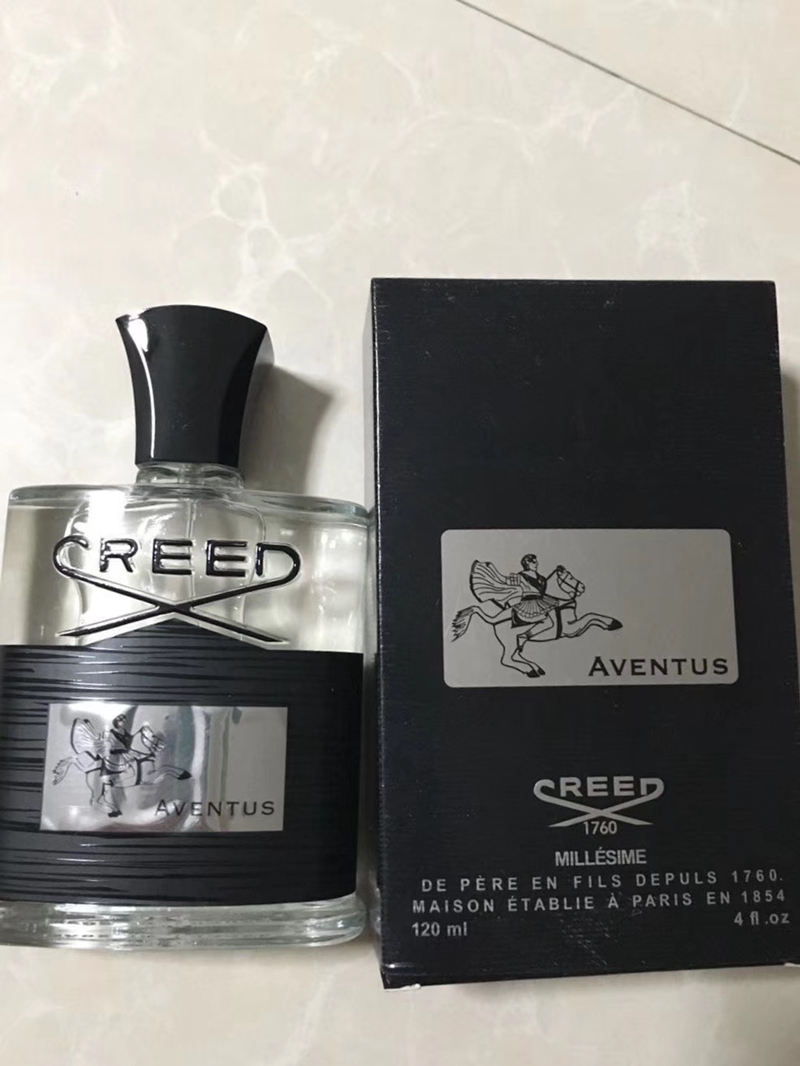 CREED
AVENTUS
AVENTUS
CREED
1760
MILLÉSIME
DE PÈRE EN FILS DEPULS 1760.
MAISON ÉTABLIE À PARIS EN 1854
120 ml
4 fl.oz